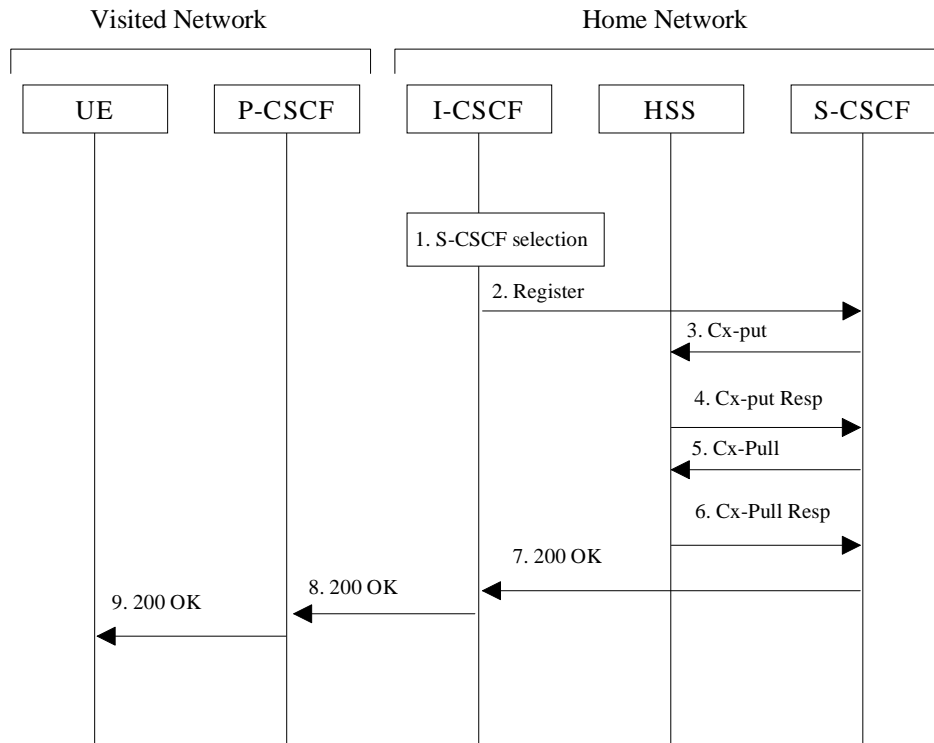 Visited Network
Home Network
UE
P-CSCF
I-CSCF
HSS
S-CSCF
1. S-CSCF selection
2. Register
3. Cx-put
4. Cx-put Resp
5. Cx-Pull
6. Cx-Pull Resp
7. 200 OK
8. 200 OK
9. 200 OK